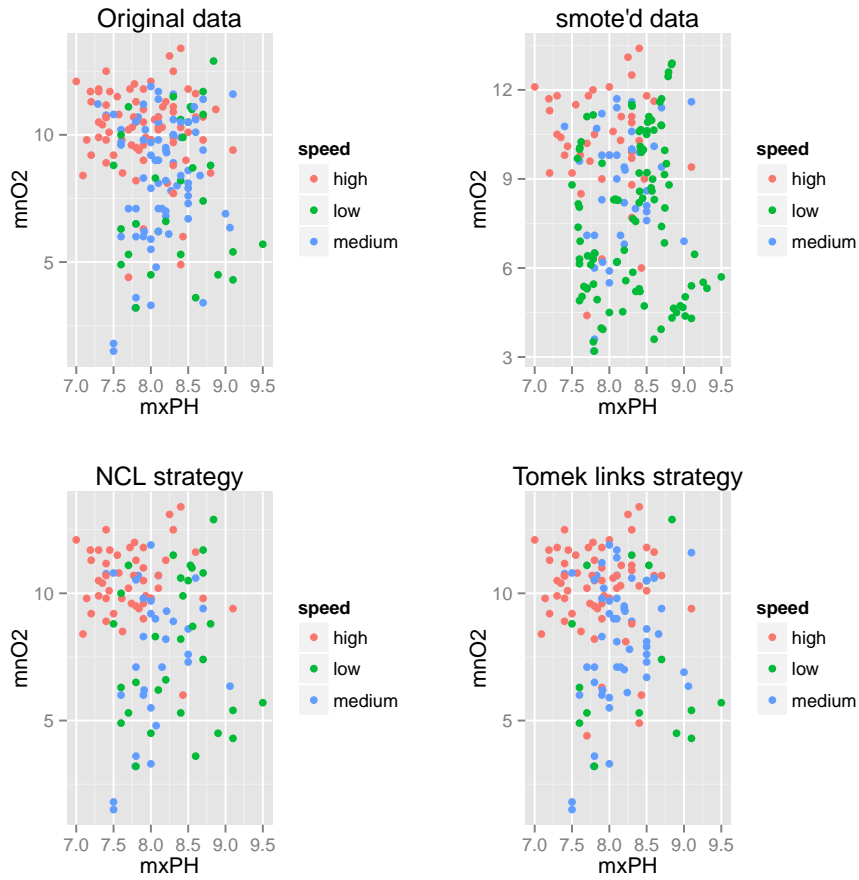 Original data
mnO2
10
5
7.0 7.5 8.0 8.5 9.0 9.5
mxPH
speed
high
low
medium
smote'd data
mnO2
12
9
6
3
7.0 7.5 8.0 8.5 9.0 9.5
mxPH
speed
high
low
medium
NCL strategy
mnO2
10
5
7.0 7.5 8.0 8.5 9.0 9.5
mxPH
speed
high
low
medium
Tomek links strategy
mnO2
10
5
7.0 7.5 8.0 8.5 9.0 9.5
mxPH
speed
high
low
medium